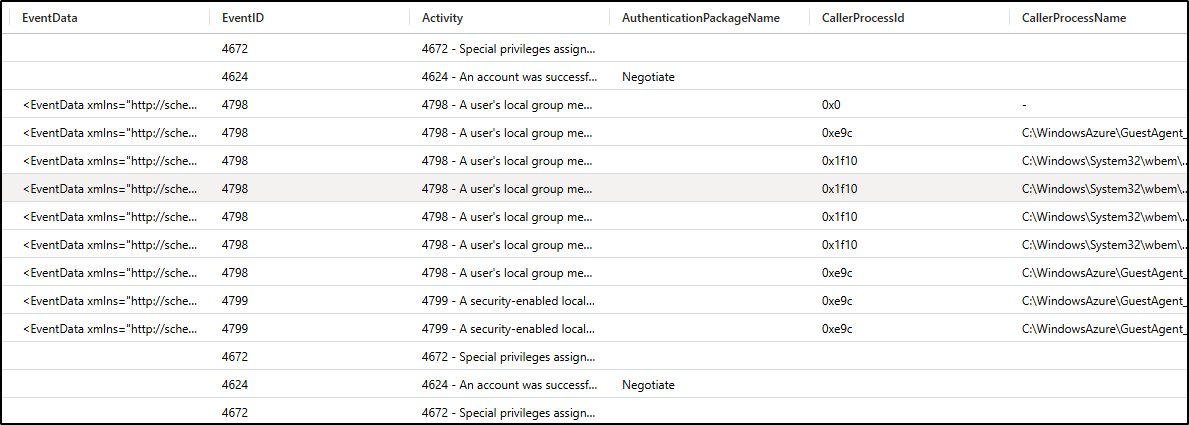 EventData EventID Activity AuthenticationPackageName CallerProcessId CallerProcessName
4672 4672 - Special privileges assign...
4624 4624 - An account was successf... Negotiate
<EventData xmlns="http://sche... 4798 4798 - A user's local group me... 0x0 -
<EventData xmlns="http://sche... 4798 4798 - A user's local group me... 0xe9c C:\WindowsAzure\GuestAgent_
<EventData xmlns="http://sche... 4798 4798 - A user's local group me... 0x1f10 C:\Windows\System32\wbem\...
<EventData xmlns="http://sche... 4798 4798 - A user's local group me... 0x1f10 C:\Windows\System32\wbem\...
<EventData xmlns="http://sche... 4798 4798 - A user's local group me... 0x1f10 C:\Windows\System32\wbem\...
<EventData xmlns="http://sche... 4798 4798 - A user's local group me... 0x1f10 C:\Windows\System32\wbem\...
<EventData xmlns="http://sche... 4798 4798 - A user's local group me... 0xe9c C:\WindowsAzure\GuestAgent_
<EventData xmlns="http://sche... 4799 4799 - A security-enabled local... 0xe9c C:\WindowsAzure\GuestAgent_
<EventData xmlns="http://sche... 4799 4799 - A security-enabled local... 0xe9c C:\WindowsAzure\GuestAgent_
4672 4672 - Special privileges assign...
4624 4624 - An account was successf... Negotiate
4672 4672 - Special privileges assign...